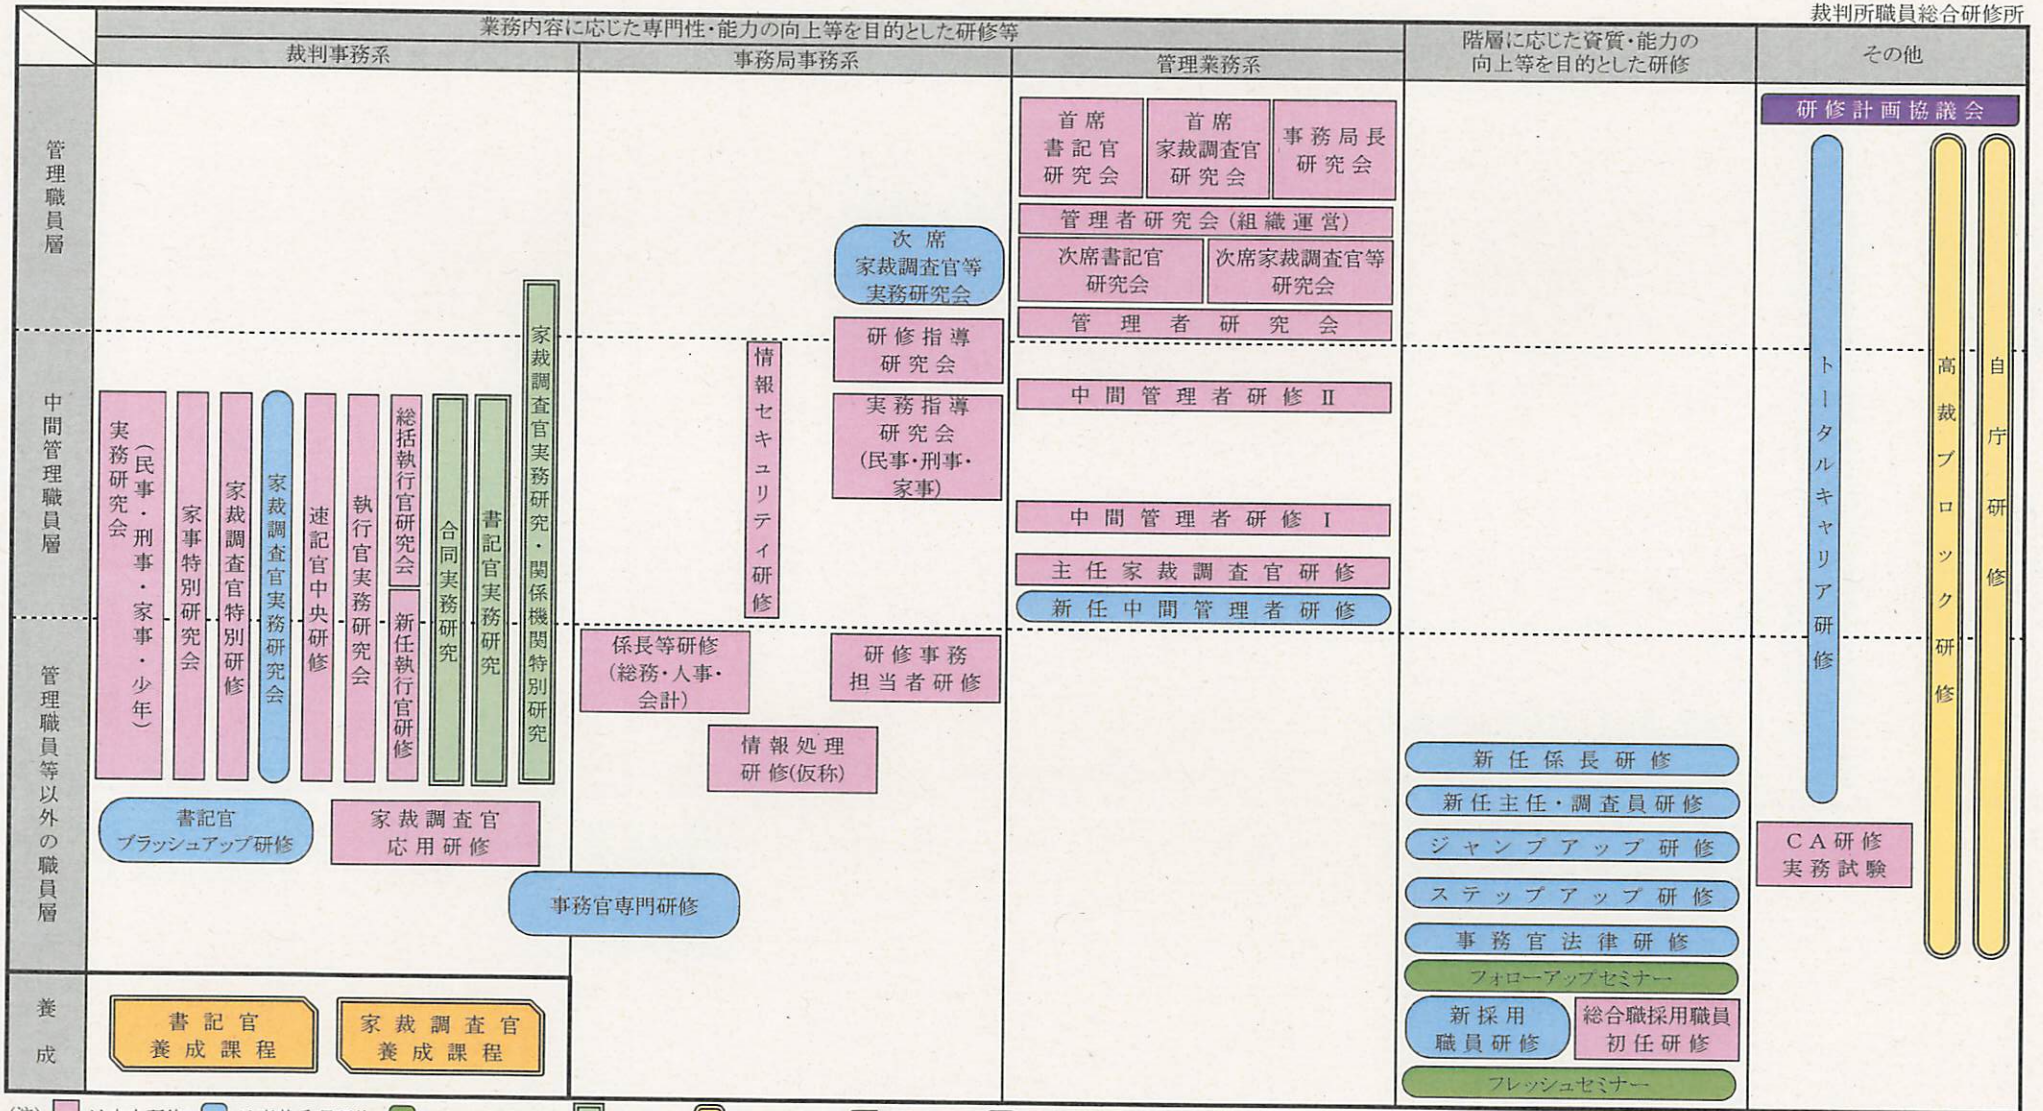 裁判所職員総合研修所
業務内容に応じた専門性・能力の向上等を目的とした研修等
裁判事務系
事務局事務系
管理業務系
階層に応じた資質・能力の
向上等を目的とした研修
その他
管理職員層
中間管理職員層
管理職員等以外の職員層
養成
(民事・刑事・家事・少年)
実務研究会
家事特別研究会
家裁調査官特別研修
家裁調査官実務研究会
速記官中央研修
執行官実務研究会
総括執行官研究会
新任執行官研修
合同実務研究
書記官実務研究
家裁調査官実務研究・関係機関特別研究
書記官
ブラッシュアップ研修
家裁調査官
応用研修
事務官専門研修
書記官
養成課程
家裁調査官
養成課程
次席
家裁調査官等
実務研究会
研修指導
研究会
情報セキュリティ研修
実務指導
研究会
(民事・刑事・
家事)
係長等研修
(総務・人事・
会計)
研修事務
担当者研修
情報処理
研修(仮称)
首席
書記官
研究会
首席
家裁調査官
研究会
事務局長
研究会
管理者研究会(組織運営)
次席書記官
研究会
次席家裁調査官等
研究会
管理者研究会
中間管理者研修Ⅱ
中間管理者研修Ⅰ
主任家裁調査官研修
新任中間管理者研修
新任係長研修
新任主任・調査員研修
ジャンプアップ研修
ステップアップ研修
事務官法律研修
フォローアップセミナー
新採用
職員研修
総合職採用職員
初任研修
フレッシュセミナー
研修計画協議会
トータルキャリア研修
高裁ブロック研修
自庁研修
CA研修
実務試験